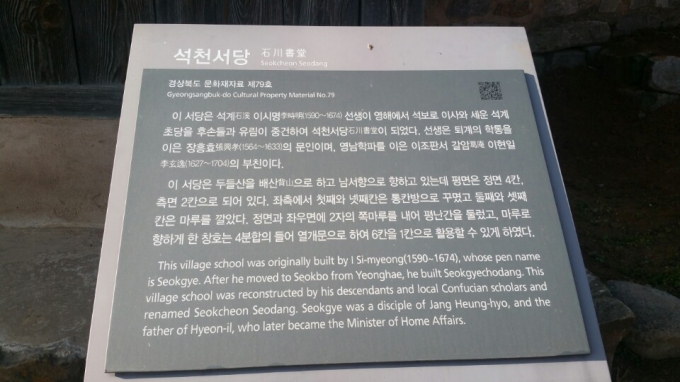 석천서당 石川書堂
Seokcheon Seodang
경상북도 문화재자료 제79호
Gyeongsangbuk-do Cultural Property Material No.79
이 서당은 석계石溪 이시명李時明(1590~1674) 선생이 영해에서 석보로 이사와 세운 석계
초당을 후손들과 유림이 중건하여 석천서당石川書堂이 되었다. 선생은 퇴계의 학통을
이은 장흥효張興孝(1564~1633)의 문인이며, 영남학파를 이은 이조판서 갈암葛庵 이현일
李玄逸(1627~1704)의 부친이다.
이 서당은 두들산을 배산背山으로 하고 남서향으로 향하고 있는데 평면은 정면 4칸,
측면 2칸으로 되어 있다. 좌측에서 첫째와 넷째칸은 통칸방으로 꾸몄고 둘째와 셋째
칸은 마루를 깔았다. 정면과 좌우면에 2자의 쪽마루를 내어 평난간을 둘렀고, 마루로
향하게 한 창호는 4분합의 들어 열개문으로 하여 6칸을 1칸으로 활용할 수 있게 하였다.
This village school was originally built by I Si-myeong(1590~1674), whose pen name
is Seokgye. After he moved to Seokbo from Yeonghae, he built Seokgyechodang. This
village school was reconstructed by his descendants and local Confucian scholars and
renamed Seokcheon Seodang. Seokgye was a disciple of Jang Heung-hyo, and the
father of Hyeon-il, who later became the Minister of Home Affairs.